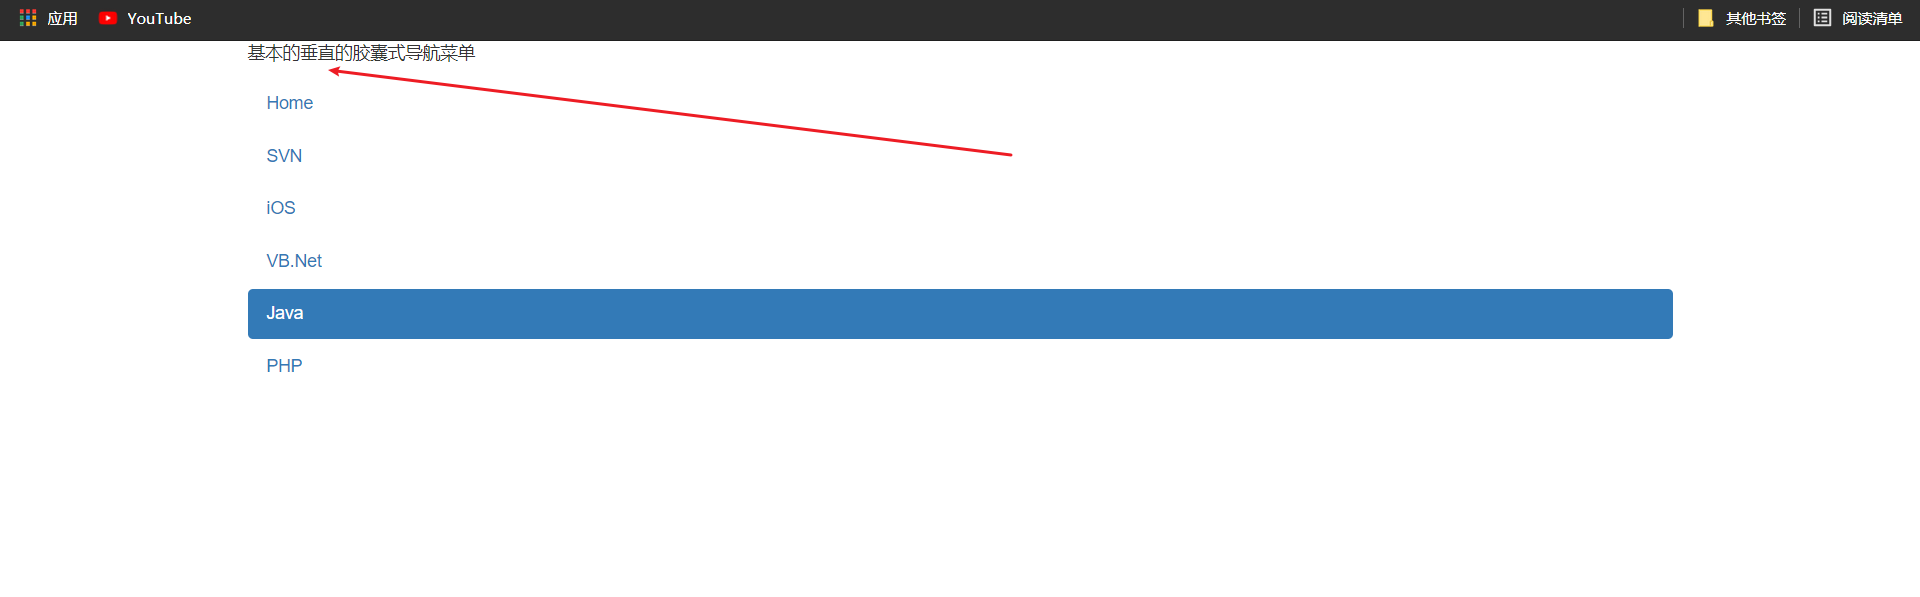 应用 YouTube 其他书签 阅读清单
基本的垂直的胶囊式导航菜单
Home
SVN
iOS
VB.Net
Java
PHP